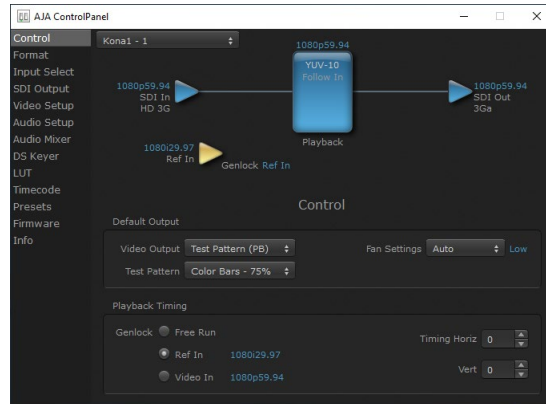 AJA ControlPanel
Control
Format
Input Select
SDI Output
Video Setup
Audio Setup
Audio Mixer
DS Keyer
LUT
Timecode
Presets
Firmware
Info
Kona1 - 1
1080p59.94
YUV-10
Follow In
Playback
1080p59.94
SDI In
HD 3G
1080p59.94
SDI Out
3Ga
1080i29.97
Ref In
Genlock Ref In
Control
Default Output
Video Output Test Pattern (PB) Fan Settings Auto Low
Test Pattern Color Bars - 75%
Playback Timing
Genlock Free Run
Timing Horiz 0
Ref In 1080i29.97
Vert 0
Video In 1080p59.94